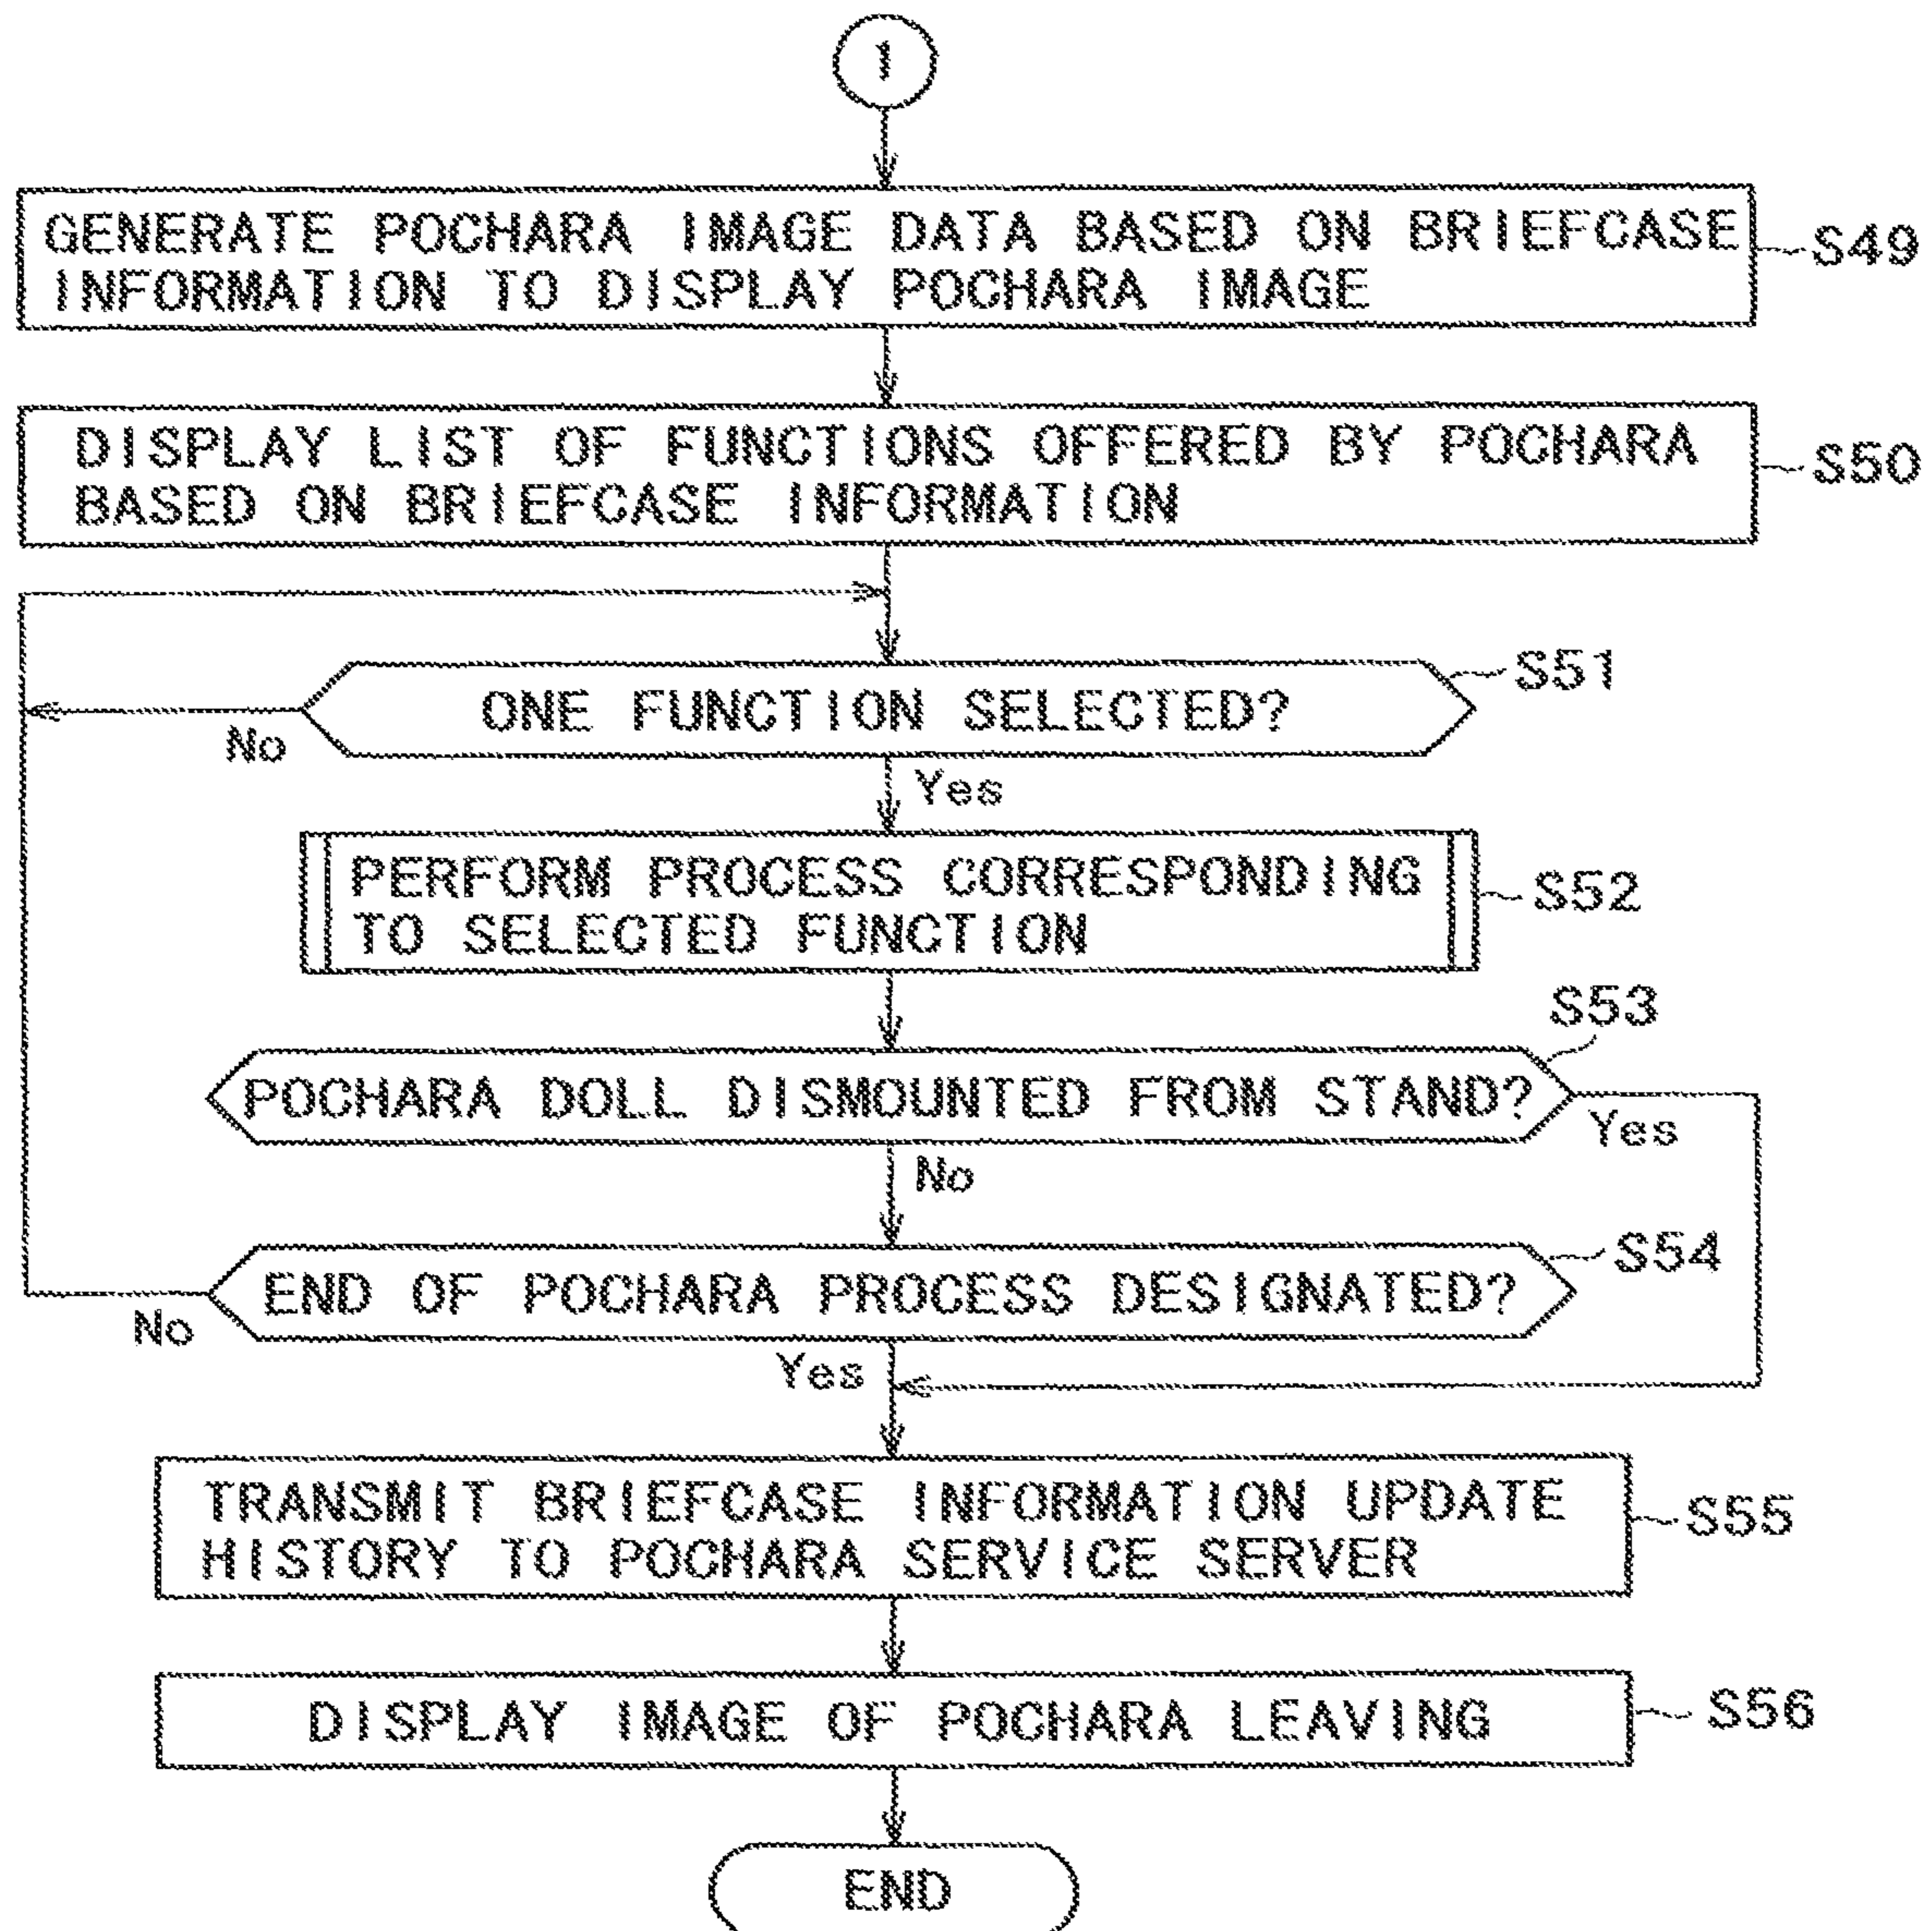 1
GENERATE POCHARA IMAGE DATA BASED ON BRIEFCASE
INFORMATION TO DISPLAY POCHARA IMAGE
S49
DISPLAY LIST OF FUNCTIONS OFFERED BY POCHARA
BASED ON BRIEFCASE INFORMATION
S50
ONE FUNCTION SELECTED?
S51
No
Yes
PERFORM PROCESS CORRESPONDING
TO SELECTED FUNCTION
S52
S53
POCHARA DOLL DISMOUNTED FROM STAND?
Yes
No
S54
END OF POCHARA PROCESS DESIGNATED?
No
Yes
TRANSMIT BRIEFCASE INFORMATION UPDATE
HISTORY TO POCHARA SERVICE SERVER
S55
DISPLAY IMAGE OF POCHARA LEAVING
S56
END